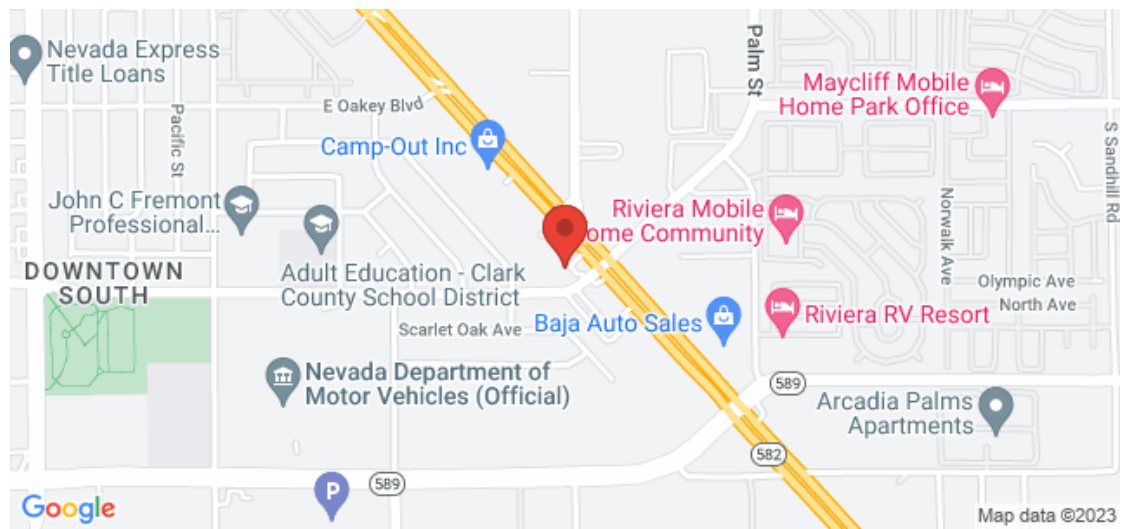 Nevada Express
Title Loans
Palm St
Maycliff Mobile
Home Park Office
E Oakey Blvd
Pacific St
Camp-Out Inc
S Sandhill Rd
John C Fremont
Professional...
Riviera Mobile
ome Community
Norwalk Ave
DOWNTOWN
SOUTH
Adult Education - Clark
County School District
Olympic Ave
North Ave
Scarlet Oak Ave
Baja Auto Sales
Riviera RV Resort
Nevada Department of
Motor Vehicles (Official)
589
Arcadia Palms
Apartments
582
589
P
Google
Map data ©2023